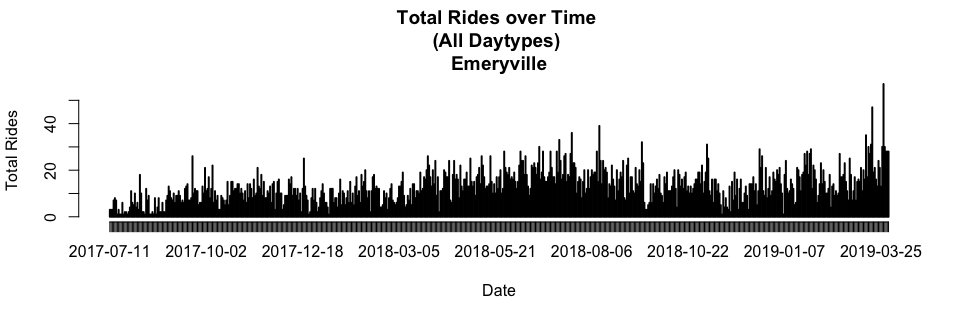 Total Rides over Time
(All Daytypes)
Emeryville
Total Rides
40
20
0
2017-07-11 2017-10-02 2017-12-18 2018-03-05 2018-05-21 2018-08-06 2018-10-22 2019-01-07 2019-03-25
Date